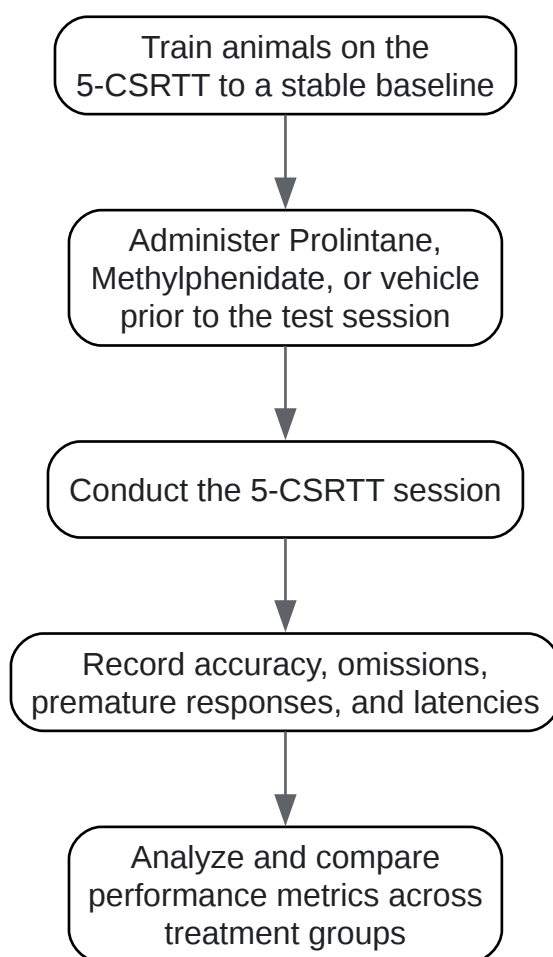 Train animals on the
5-CSRTT to a stable baseline
Administer Prolintane,
Methylphenidate, or vehicle
prior to the test session
Conduct the 5-CSRTT session
Record accuracy, omissions,
premature responses, and latencies
Analyze and compare
performance metrics across
treatment groups